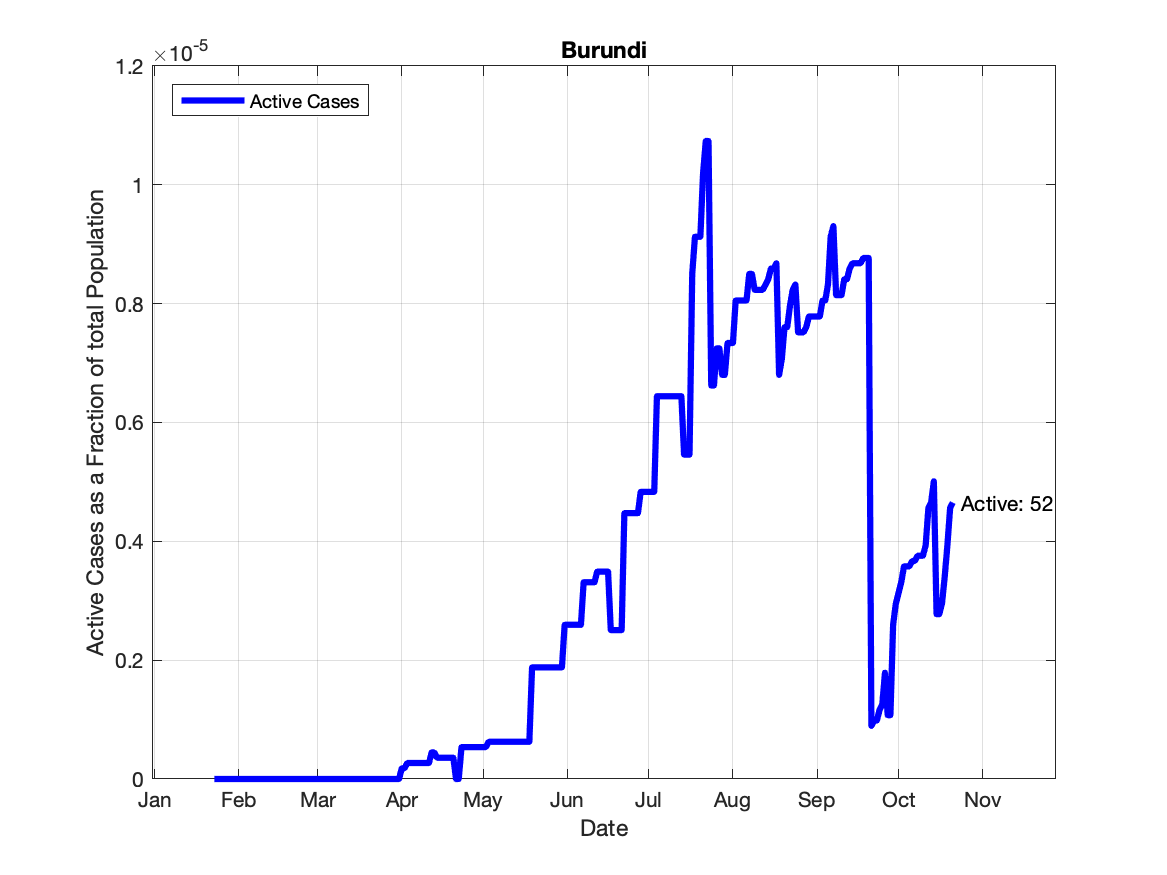 Burundi
×10-5
1.2
1
0.8
0.6
0.4
0.2
0
Active Cases
Active: 52
Active Cases as a Fraction of total Population
Jan Feb Mar Apr May Jun Jul Aug Sep Oct Nov
Date